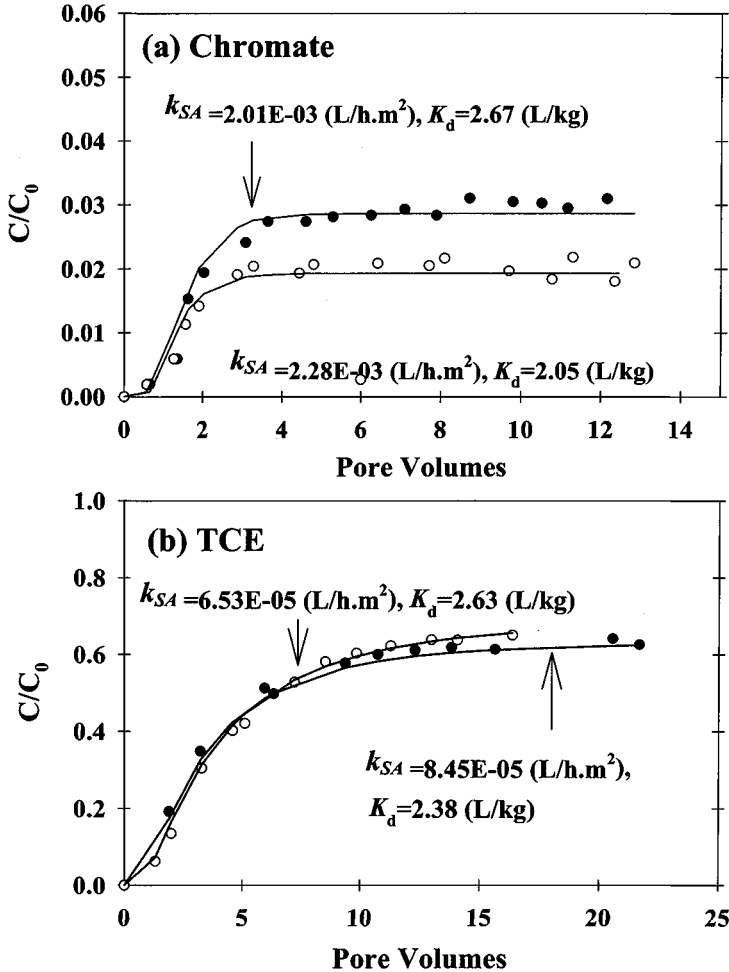 0.06
0.05
0.04
0.03
0.02
0.01
0.00
C/C₀
(a) Chromate
k_SA =2.01E-03 (L/h.m²), K_d=2.67 (L/kg)
k_SA =2.28E-03 (L/h.m²), K_d=2.05 (L/kg)
0 2 4 6 8 10 12 14
Pore Volumes
1.0
0.8
0.6
0.4
0.2
0.0
C/C₀
(b) TCE
k_SA =6.53E-05 (L/h.m²), K_d=2.63 (L/kg)
k_SA =8.45E-05 (L/h.m²),
K_d=2.38 (L/kg)
0 5 10 15 20 25
Pore Volumes